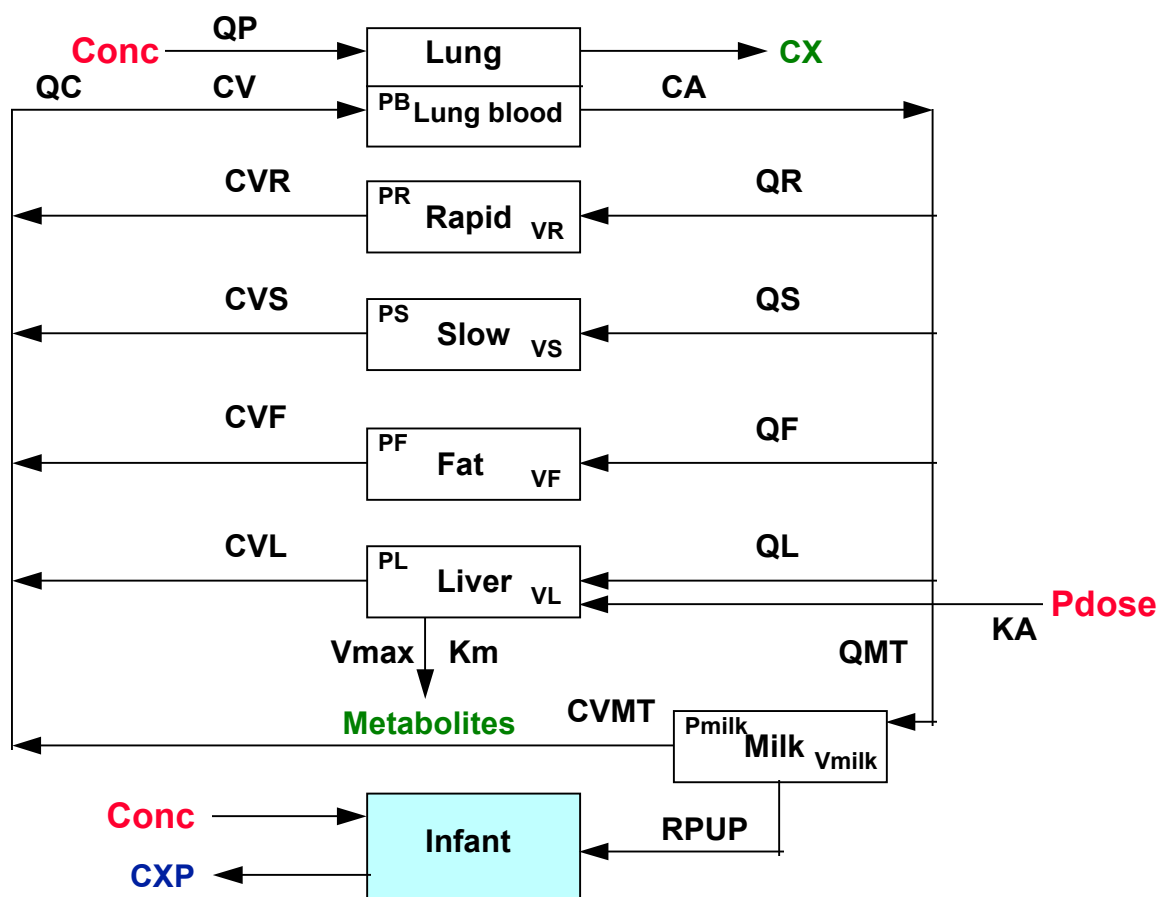 QP
Conc
Lung
CX
QC
CV
CA
PB
Lung blood
CVR
PR
Rapid
VR
QR
CVS
PS
Slow
VS
QS
CVF
PF
Fat
VF
QF
CVL
PL
Liver
VL
QL
Pdose
KA
Vmax
Km
QMT
Metabolites
CVMT
Pmilk
Milk
Vmilk
Conc
Infant
RPUP
CXP